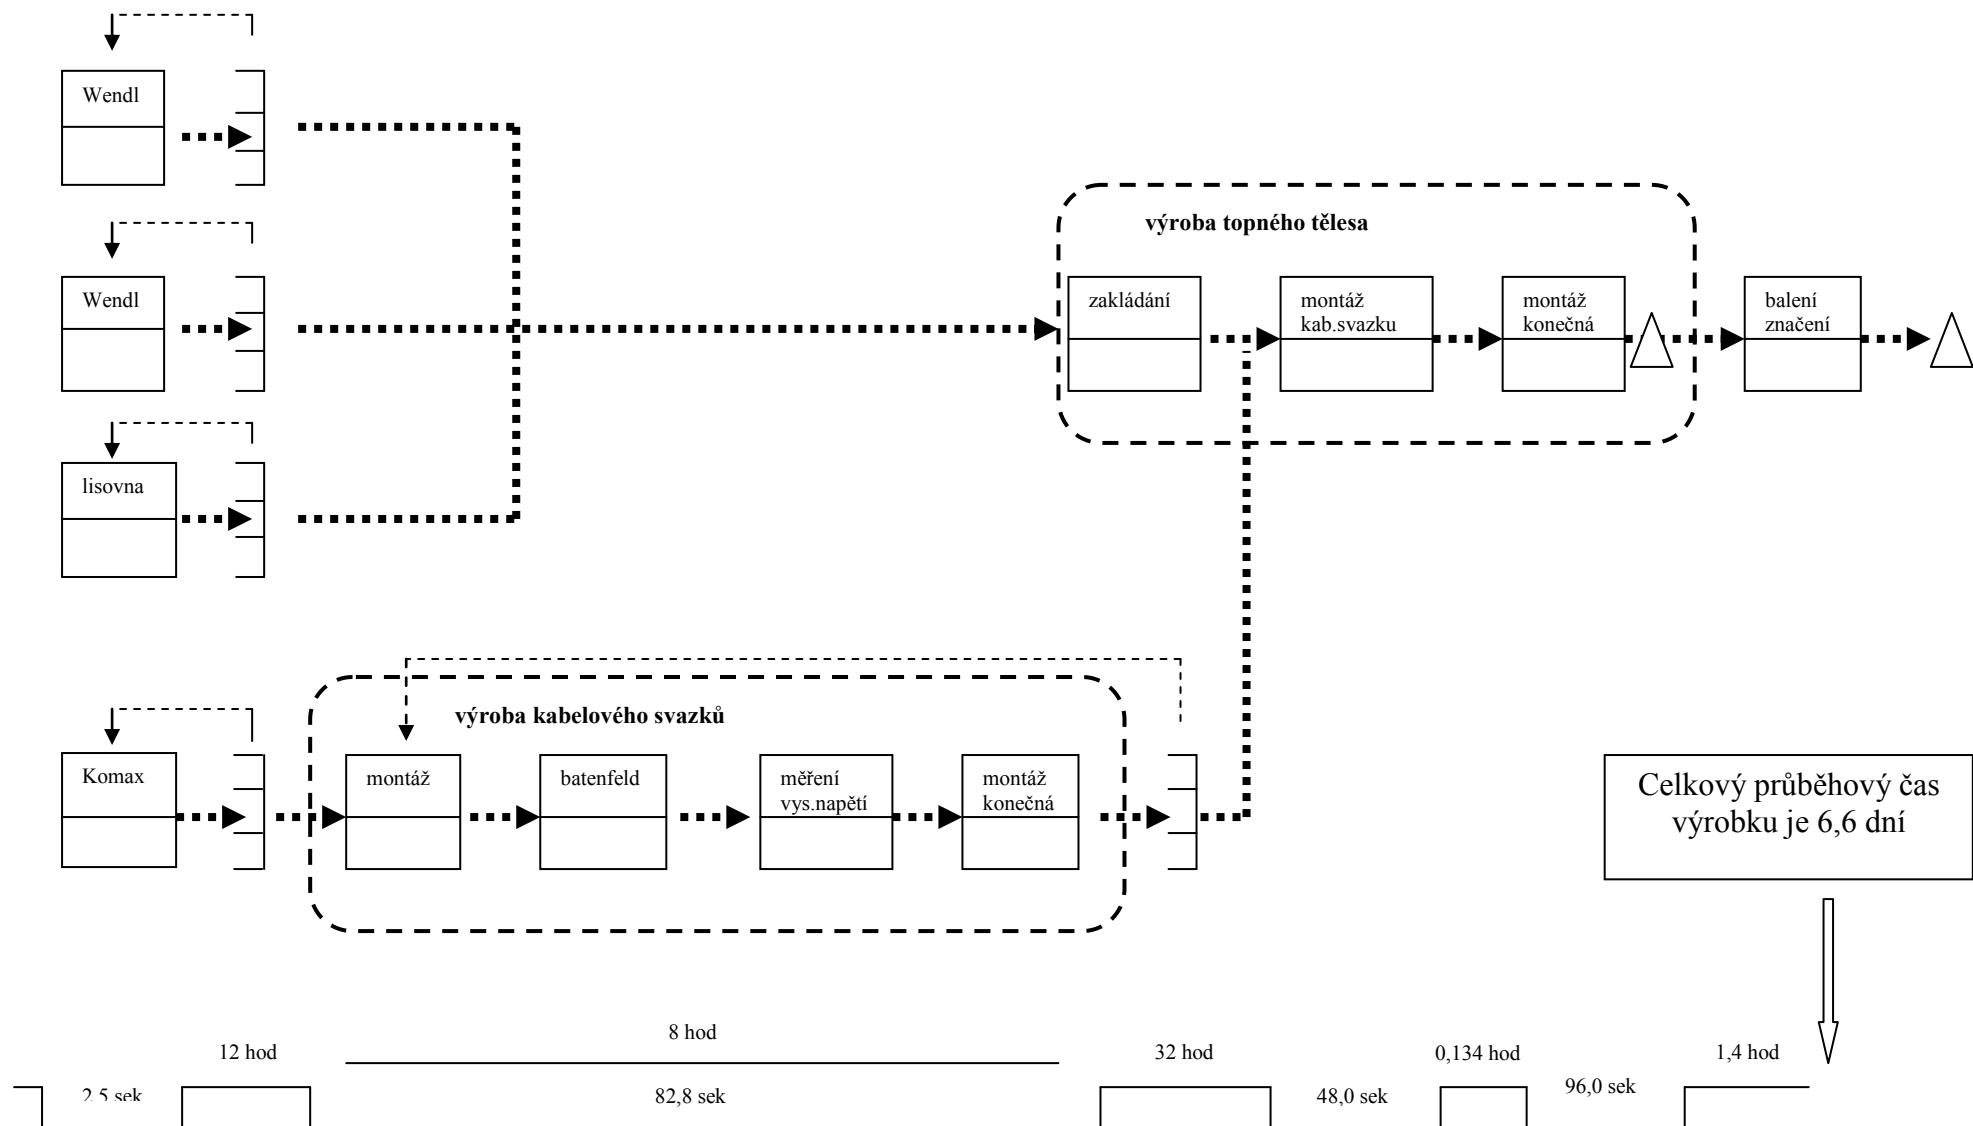 Wendl
výroba topného tělesa
Wendl
zakládání
montáž
kab.svazku
montáž
konečná
balení
značení
lisovna
výroba kabelového svazků
Komax
montáž
batenfeld
měření
vys.napětí
montáž
konečná
Celkový průběhový čas
výrobku je 6,6 dní
8 hod
12 hod
32 hod
0,134 hod
1,4 hod
2,5 sek
82,8 sek
48,0 sek
96,0 sek